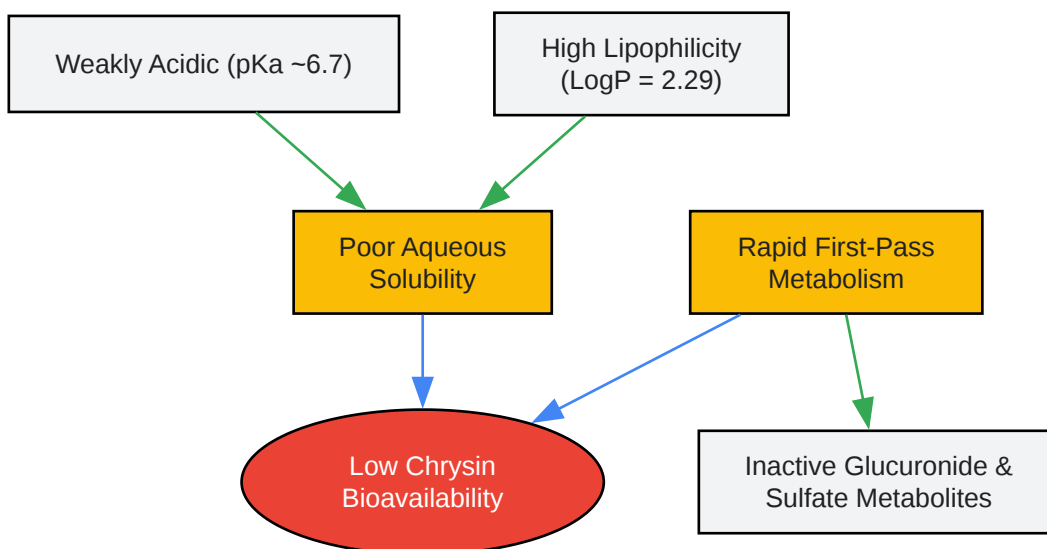 Weakly Acidic (pKa ~6.7)
High Lipophilicity
(LogP = 2.29)
Poor Aqueous
Solubility
Rapid First-Pass
Metabolism
Low Chrysin
Bioavailability
Inactive Glucuronide &
Sulfate Metabolites